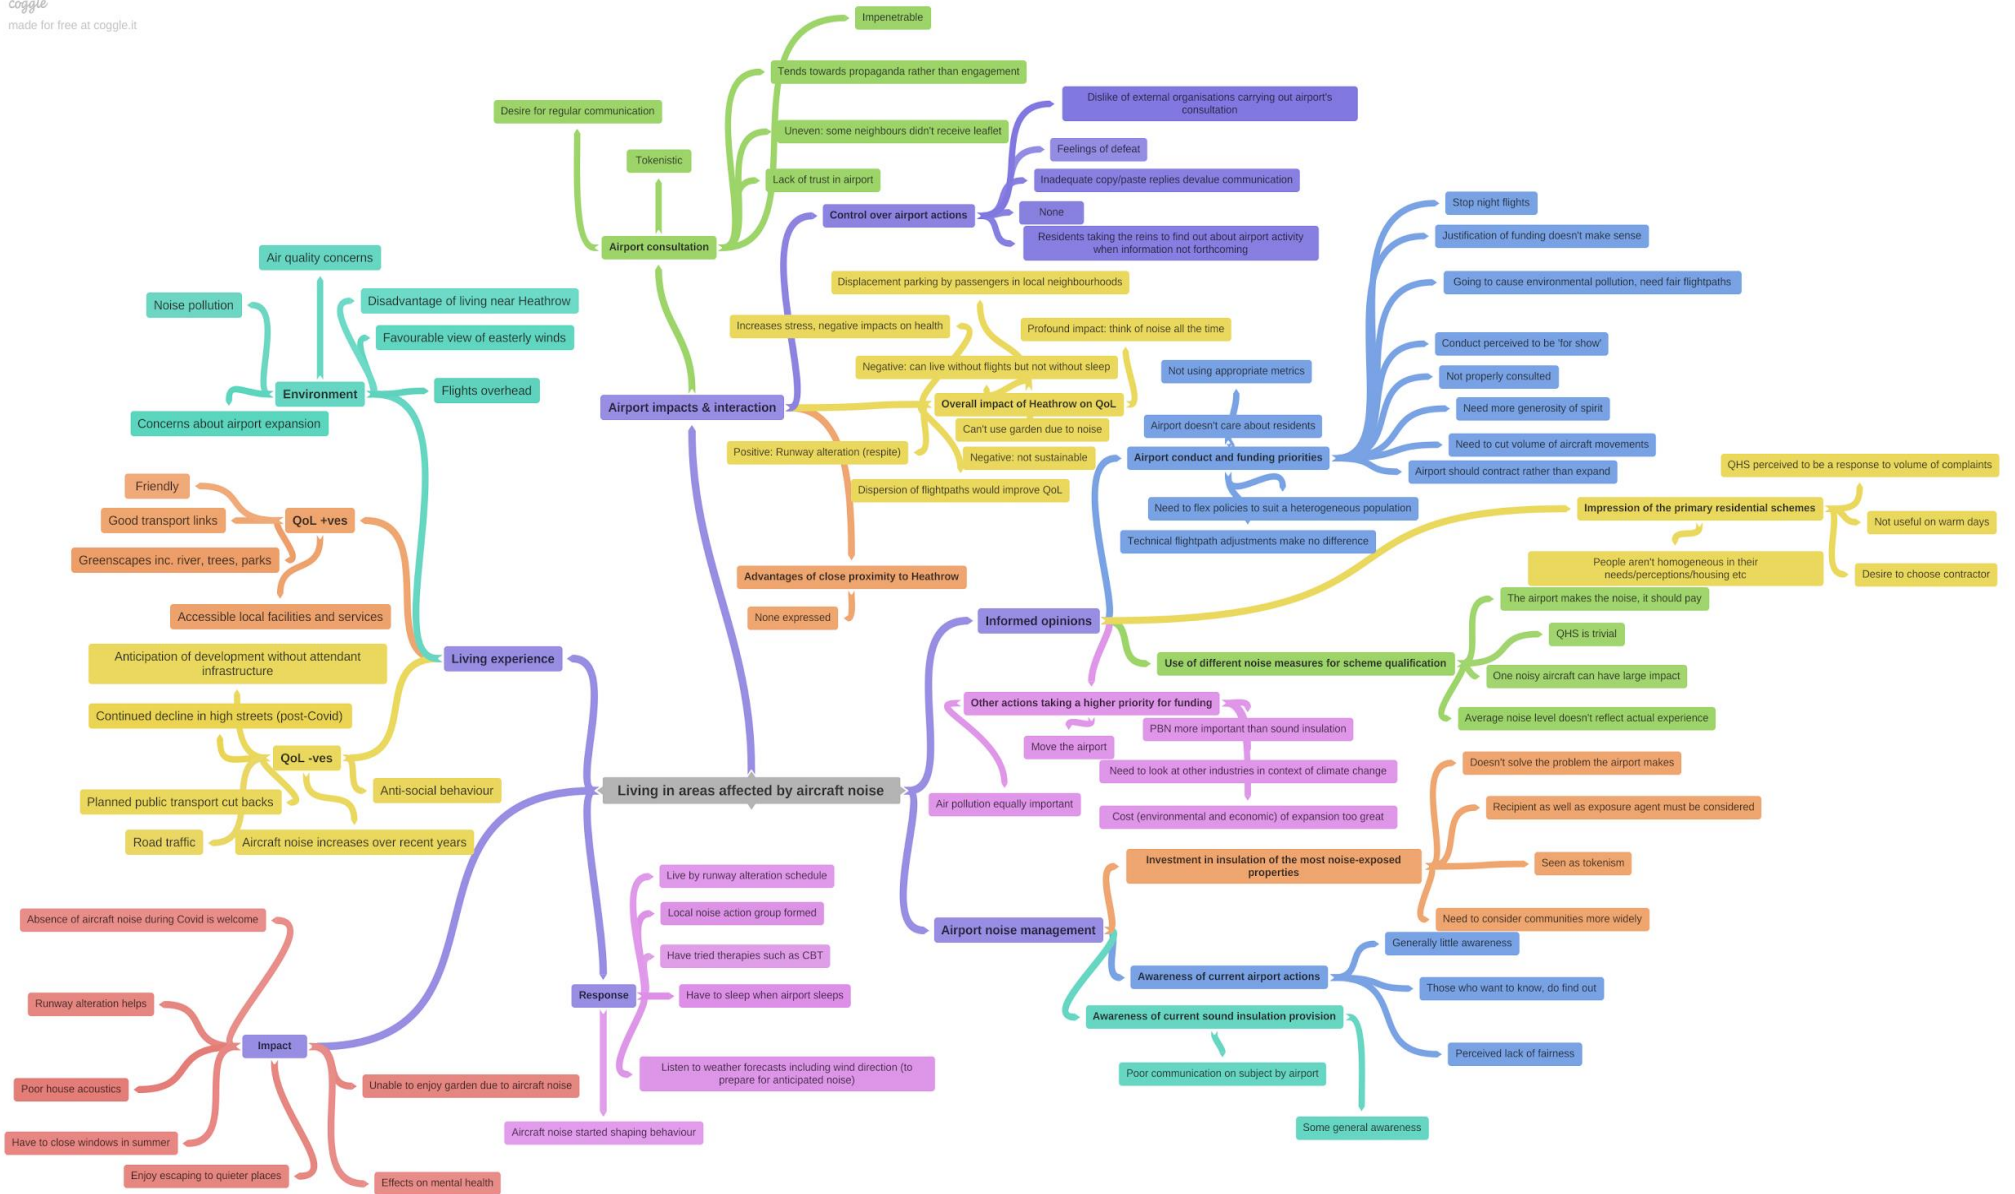 coggle
made for free at coggle.it
Impenetrable
Tends towards propaganda rather than engagement
Desire for regular communication
Uneven: some neighbours didn't receive leaflet
Tokenistic
Lack of trust in airport
Airport consultation
Dislike of external organisations carrying out airport's
consultation
Feelings of defeat
Inadequate copy/paste replies devalue communication
Control over airport actions
None
Residents taking the reins to find out about airport activity
when information not forthcoming
Air quality concerns
Noise pollution
Disadvantage of living near Heathrow
Favourable view of easterly winds
Environment
Flights overhead
Concerns about airport expansion
Displacement parking by passengers in local neighbourhoods
Increases stress, negative impacts on health
Profound impact: think of noise all the time
Negative: can live without flights but not without sleep
Airport impacts & interaction
Overall impact of Heathrow on QoL
Can't use garden due to noise
Positive: Runway alteration (respite)
Negative: not sustainable
Dispersion of flightpaths would improve QoL
Advantages of close proximity to Heathrow
None expressed
Stop night flights
Justification of funding doesn't make sense
Going to cause environmental pollution, need fair flightpaths
Conduct perceived to be 'for show'
Not using appropriate metrics
Not properly consulted
Need more generosity of spirit
Airport doesn't care about residents
Need to cut volume of aircraft movements
Airport conduct and funding priorities
Airport should contract rather than expand
Need to flex policies to suit a heterogeneous population
Technical flightpath adjustments make no difference
QHS perceived to be a response to volume of complaints
Impression of the primary residential schemes
Not useful on warm days
People aren't homogeneous in their
needs/perceptions/housing etc
Desire to choose contractor
Friendly
Good transport links
QoL +ves
Greenscapes inc. river, trees, parks
Accessible local facilities and services
Living experience
Anticipation of development without attendant
infrastructure
Continued decline in high streets (post-Covid)
QoL -ves
Anti-social behaviour
Planned public transport cut backs
Road traffic
Aircraft noise increases over recent years
Informed opinions
The airport makes the noise, it should pay
QHS is trivial
Use of different noise measures for scheme qualification
One noisy aircraft can have large impact
Average noise level doesn't reflect actual experience
Other actions taking a higher priority for funding
PBN more important than sound insulation
Move the airport
Need to look at other industries in context of climate change
Air pollution equally important
Cost (environmental and economic) of expansion too great
Living in areas affected by aircraft noise
Doesn't solve the problem the airport makes
Recipient as well as exposure agent must be considered
Investment in insulation of the most noise-exposed
properties
Seen as tokenism
Need to consider communities more widely
Airport noise management
Generally little awareness
Awareness of current airport actions
Those who want to know, do find out
Perceived lack of fairness
Awareness of current sound insulation provision
Poor communication on subject by airport
Some general awareness
Live by runway alteration schedule
Local noise action group formed
Have tried therapies such as CBT
Response
Have to sleep when airport sleeps
Listen to weather forecasts including wind direction (to
prepare for anticipated noise)
Aircraft noise started shaping behaviour
Absence of aircraft noise during Covid is welcome
Runway alteration helps
Impact
Poor house acoustics
Unable to enjoy garden due to aircraft noise
Have to close windows in summer
Enjoy escaping to quieter places
Effects on mental health